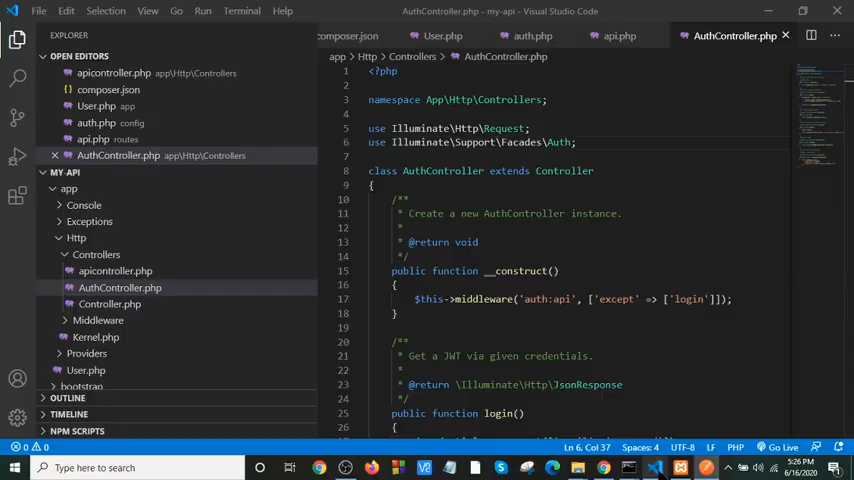 File Edit Selection View Go Run Terminal Help AuthController.php - my-api - Visual Studio Code
EXPLORER
OPEN EDITORS
apicontroller.php app\Http\Controllers
composer.json
User.php app
auth.php config
api.php routes
AuthController.php app\Http\Controllers
MY-API
app
Console
Exceptions
Http
Controllers
apicontroller.php
AuthController.php
Controller.php
Middleware
Kernel.php
Providers
User.php
bootstrap
OUTLINE
TIMELINE
NPM SCRIPTS
composer.json User.php auth.php api.php AuthController.php
app > Http > Controllers > AuthController.php
1 <?php
2
3 namespace App\Http\Controllers;
4
5 use Illuminate\Http\Request;
6 use Illuminate\Support\Facades\Auth;
7
8 class AuthController extends Controller
9 {
10 /**
11 * Create a new AuthController instance.
12 *
13 * @return void
14 */
15 public function __construct()
16 {
17 $this->middleware('auth:api', ['except' => ['login']]);
18 }
19
20 /**
21 * Get a JWT via given credentials.
22 *
23 * @return \Illuminate\Http\JsonResponse
24 */
25 public function login()
26 {
0 0 Ln 6, Col 37 Spaces: 4 UTF-8 LF PHP Go Live
Type here to search
5:26 PM
6/16/2020